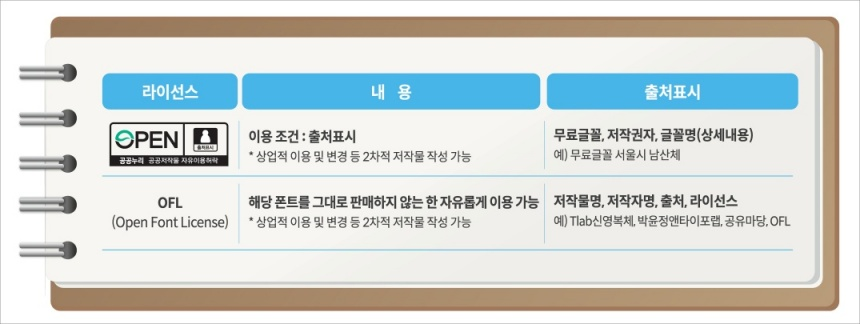 라이선스 내 용 출처표시
OPEN 출처표시
공공누리 공공저작물 자유이용허락
이용 조건 : 출처표시
* 상업적 이용 및 변경 등 2차적 저작물 작성 가능
무료글꼴, 저작권자, 글꼴명(상세내용)
예) 무료글꼴 서울시 남산체
OFL
(Open Font License)
해당 폰트를 그대로 판매하지 않는 한 자유롭게 이용 가능
* 상업적 이용 및 변경 등 2차적 저작물 작성 가능
저작물명, 저작자명, 출처, 라이선스
예) Tlab신영복체, 박윤정앤타이포랩, 공유마당, OFL